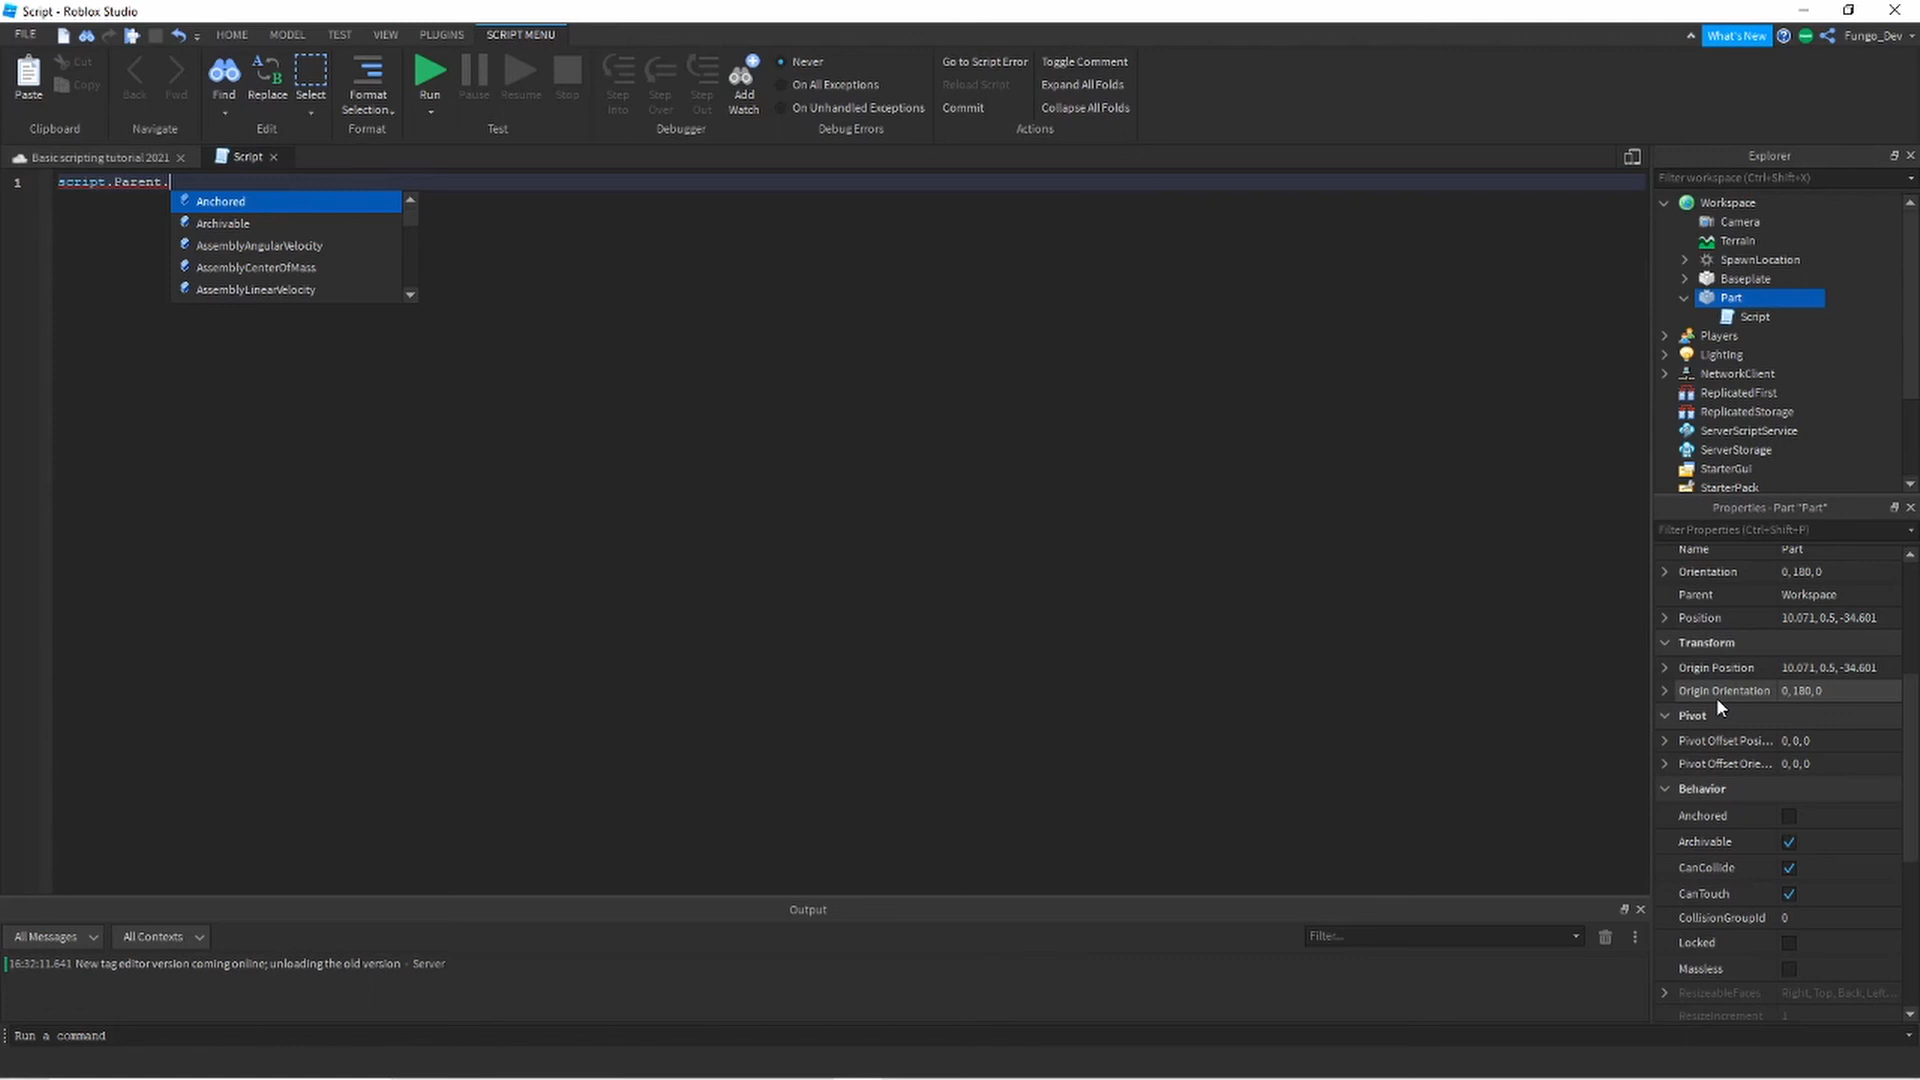 Script - Roblox Studio
FILE HOME MODEL TEST VIEW PLUGINS SCRIPT MENU What's New Fungo_Dev
Paste Cut Copy Back Fwd Find Replace Select Format Selection Run Pause Resume Stop Step Into Step Over Step Out Add Watch
Never
On All Exceptions
On Unhandled Exceptions
Go to Script Error
Reload Script
Commit
Toggle Comment
Expand All Folds
Collapse All Folds
Clipboard Navigate Edit Format Test Debugger Debug Errors Actions
Basic scripting tutorial 2021 Script
1 script.Parent.
Anchored
Archivable
AssemblyAngularVelocity
AssemblyCenterOfMass
AssemblyLinearVelocity
Explorer
Filter workspace (Ctrl+Shift+X)
Workspace
Camera
Terrain
SpawnLocation
Baseplate
Part
Script
Players
Lighting
NetworkClient
ReplicatedFirst
ReplicatedStorage
ServerScriptService
ServerStorage
StarterGui
StarterPack
Properties - Part "Part"
Filter Properties (Ctrl+Shift+P)
Name Part
Orientation 0, 180, 0
Parent Workspace
Position 10.071, 0.5, -34.601
Transform
Origin Position 10.071, 0.5, -34.601
Origin Orientation 0, 180, 0
Pivot
Pivot Offset Posi... 0, 0, 0
Pivot Offset Orie... 0, 0, 0
Behavior
Anchored
Archivable
CanCollide
CanTouch
CollisionGroupId 0
Locked
Massless
ResizeableFaces Right, Top, Back, Left...
ResizeIncrement 1
Output
All Messages All Contexts Filter...
16:32:11.641 New tag editor version coming online; unloading the old version - Server
Run a command